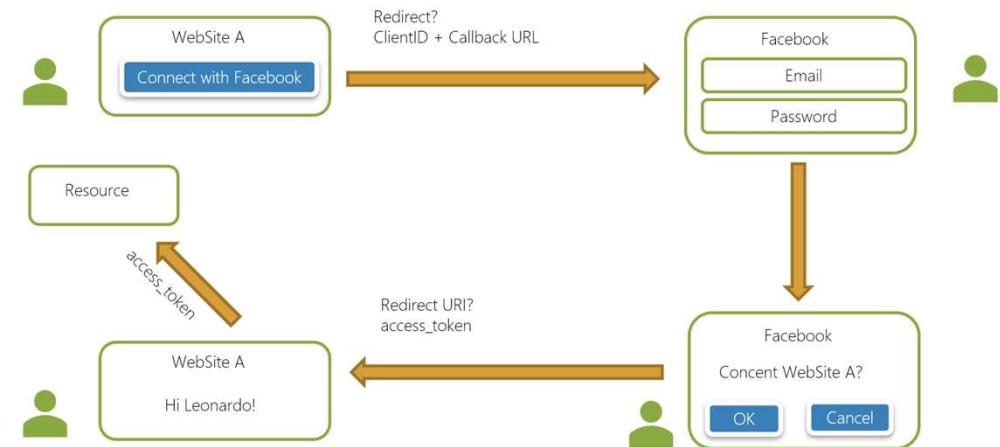 WebSite A
Connect with Facebook
Redirect?
ClientID + Callback URL
Facebook
Email
Password
Resource
access_token
Redirect URI?
access_token
WebSite A
Hi Leonardo!
Facebook
Concent WebSite A?
OK
Cancel